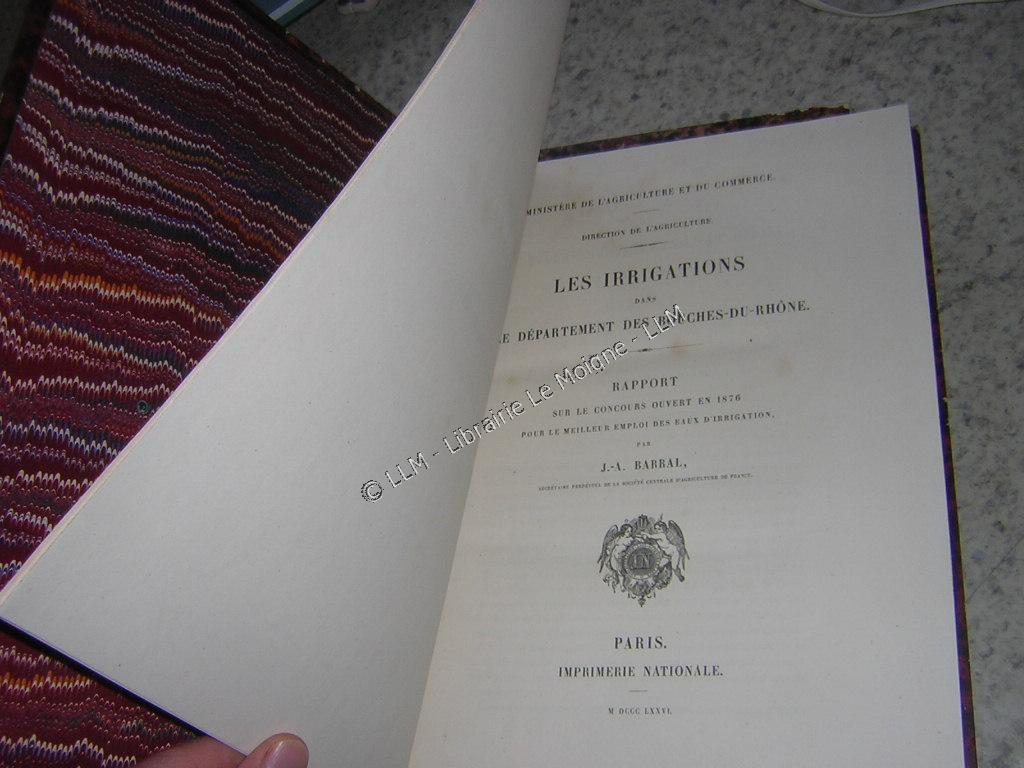 MINISTÈRE DE L'AGRICULTURE ET DU COMMERCE.
DIRECTION DE L'AGRICULTURE
LES IRRIGATIONS
DANS
LE DÉPARTEMENT DES BOUCHES-DU-RHÔNE.
RAPPORT
SUR LE CONCOURS OUVERT EN 1876
POUR LE MEILLEUR EMPLOI DES EAUX D'IRRIGATION,
PAR
J.-A. BARRAL,
SECRÉTAIRE PERPÉTUEL DE LA SOCIÉTÉ CENTRALE D'AGRICULTURE DE FRANCE.
PARIS.
IMPRIMERIE NATIONALE.
M DCCC LXXVI.
© LLM - Librairie Le Moigne - LLM